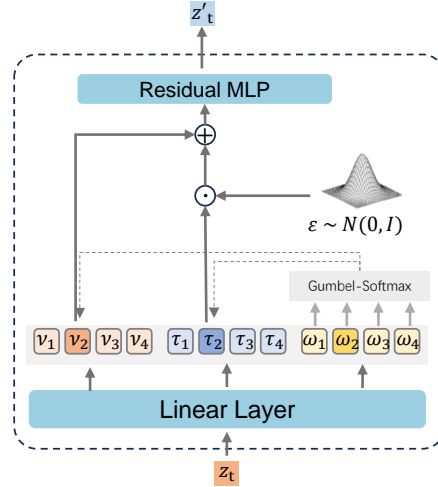 z'ₜ
Residual MLP
+
·
ε ~ N(0, I)
Gumbel-Softmax
ν₁ ν₂ ν₃ ν₄ τ₁ τ₂ τ₃ τ₄ ω₁ ω₂ ω₃ ω₄
Linear Layer
zₜ